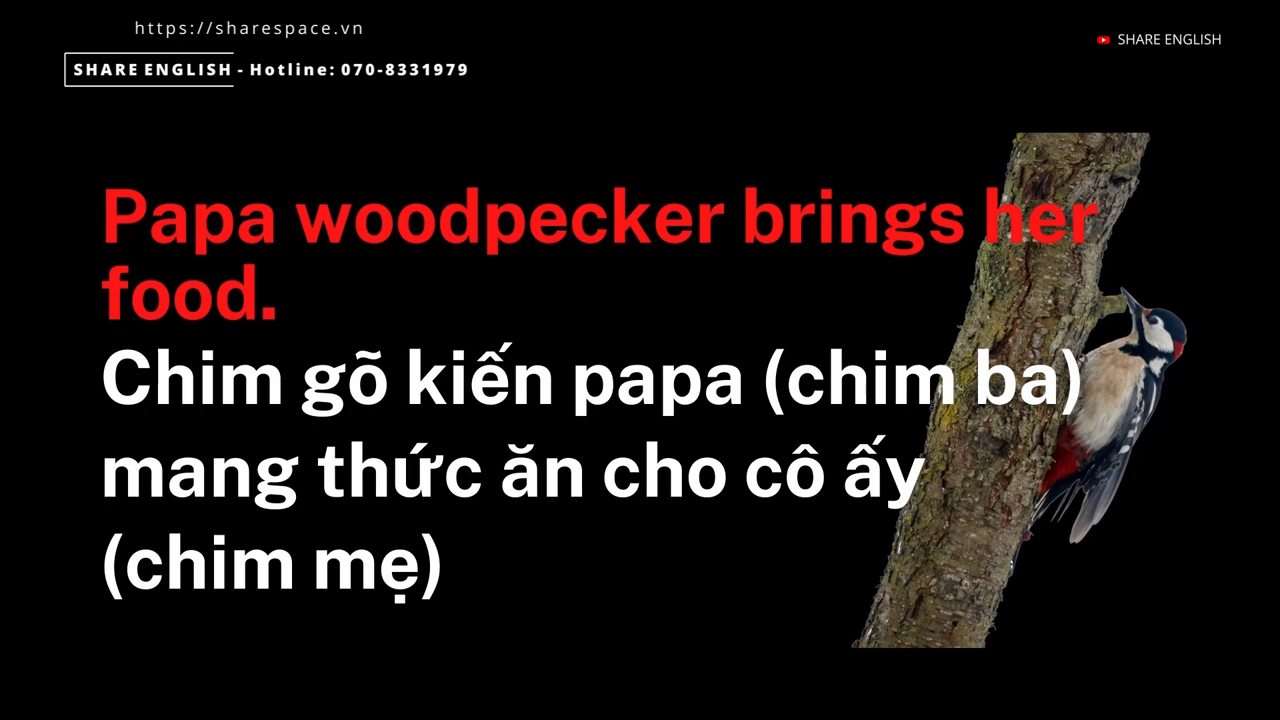 https://sharespace.vn
SHARE ENGLISH - Hotline: 070-8331979
SHARE ENGLISH
Papa woodpecker brings her
food.
Chim gõ kiến papa (chim ba)
mang thức ăn cho cô ấy
(chim mẹ)